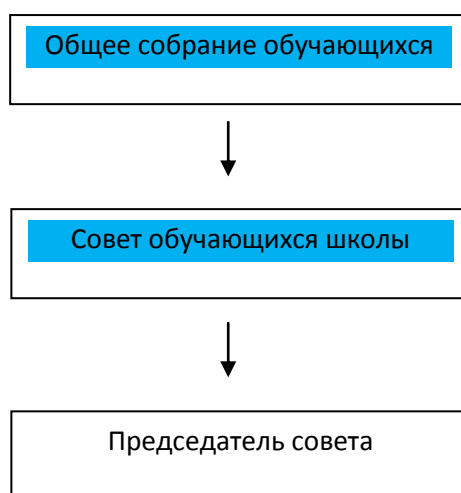 Общее собрание обучающихся
Совет обучающихся школы
Председатель совета